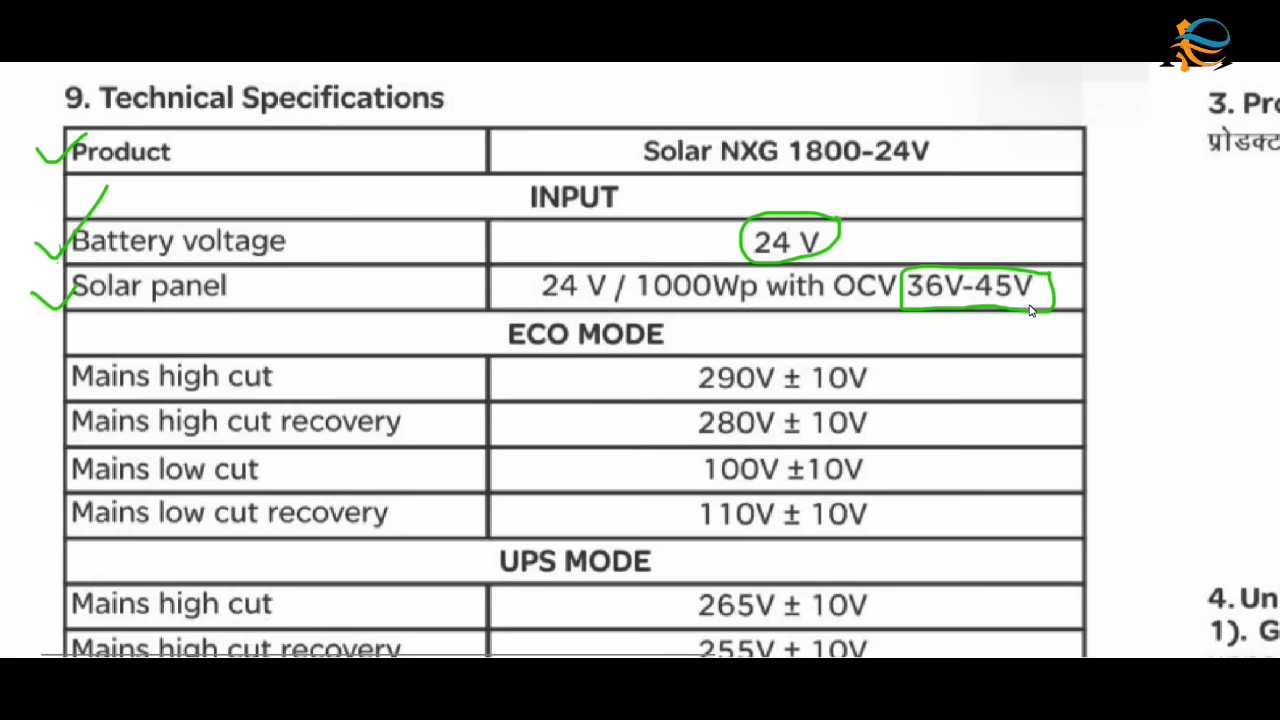 9. Technical Specifications
3. Pro
प्रोडक्ट
Product Solar NXG 1800-24V
INPUT
Battery voltage 24 V
Solar panel 24 V / 1000Wp with OCV 36V-45V
ECO MODE
Mains high cut 290V ± 10V
Mains high cut recovery 280V ± 10V
Mains low cut 100V ±10V
Mains low cut recovery 110V ± 10V
UPS MODE
Mains high cut 265V ± 10V
Mains high cut recovery 255V ± 10V
4. Un
1). G